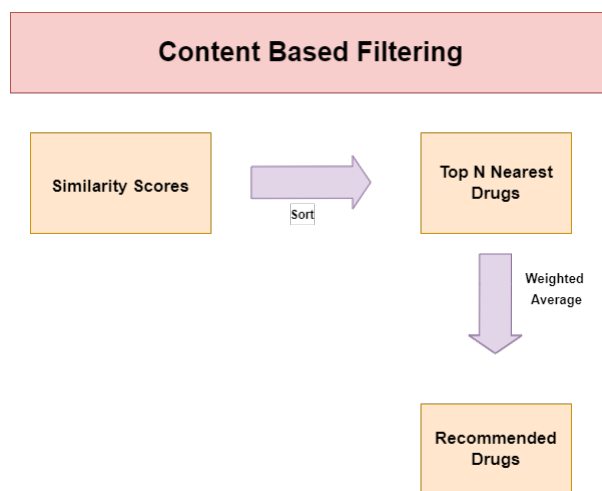 Content Based Filtering
Similarity Scores
Sort
Top N Nearest
Drugs
Weighted
Average
Recommended
Drugs